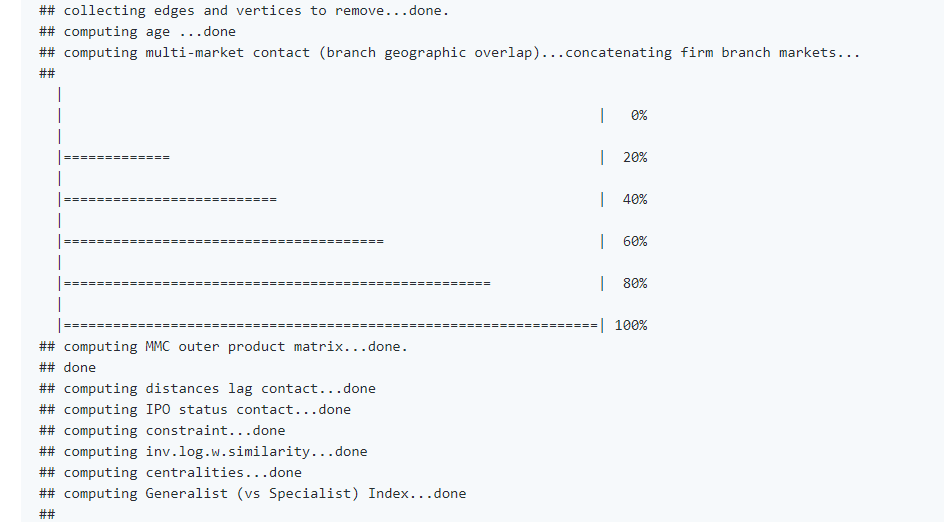 ## collecting edges and vertices to remove...done.
## computing age ...done
## computing multi-market contact (branch geographic overlap)...concatenating firm branch markets...
##
  |
  |                                                                 |   0%
  |
  |=============                                                    |  20%
  |
  |==========================                                       |  40%
  |
  |=======================================                          |  60%
  |
  |====================================================             |  80%
  |
  |=================================================================| 100%
## computing MMC outer product matrix...done.
## done
## computing distances lag contact...done
## computing IPO status contact...done
## computing constraint...done
## computing inv.log.w.similarity...done
## computing centralities...done
## computing Generalist (vs Specialist) Index...done
##